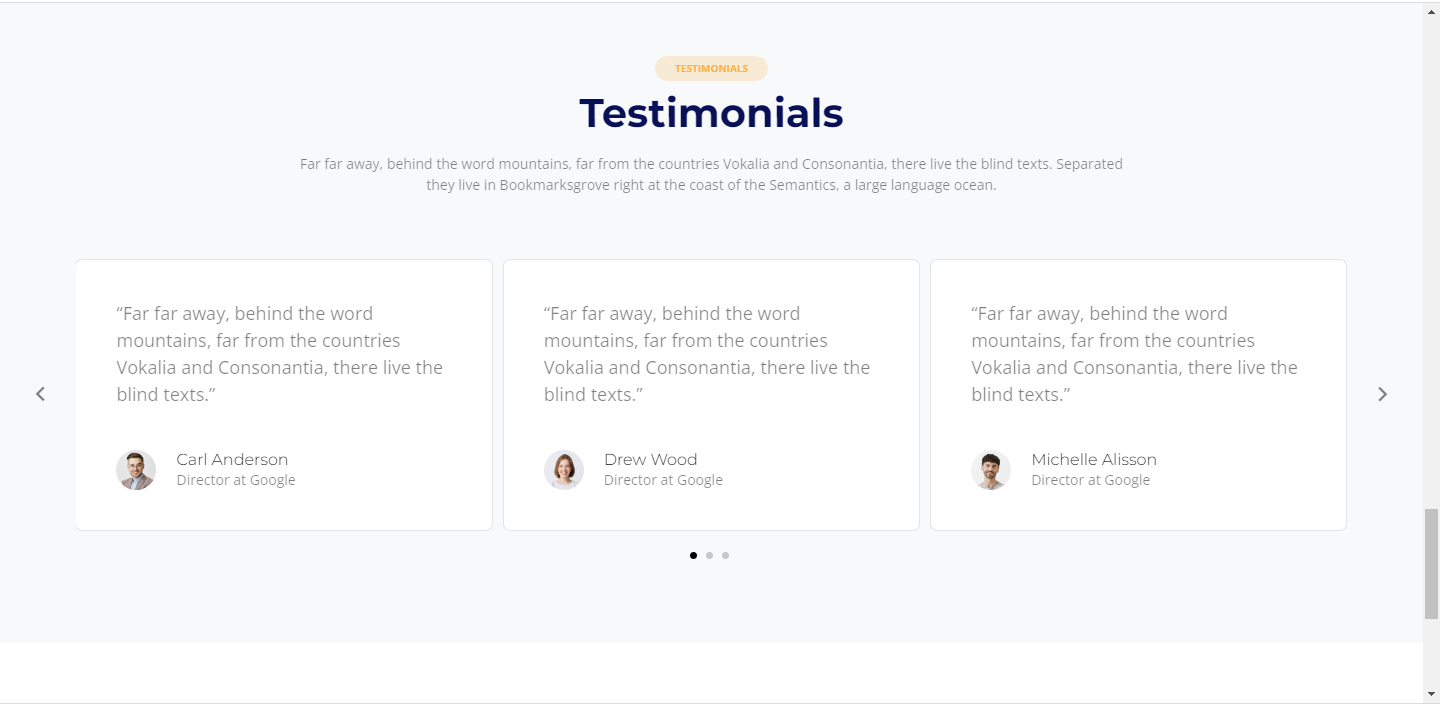 TESTIMONIALS
Testimonials
Far far away, behind the word mountains, far from the countries Vokalia and Consonantia, there live the blind texts. Separated
they live in Bookmarksgrove right at the coast of the Semantics, a large language ocean.
“Far far away, behind the word
mountains, far from the countries
Vokalia and Consonantia, there live the
blind texts.”
Carl Anderson
Director at Google
“Far far away, behind the word
mountains, far from the countries
Vokalia and Consonantia, there live the
blind texts.”
Drew Wood
Director at Google
“Far far away, behind the word
mountains, far from the countries
Vokalia and Consonantia, there live the
blind texts.”
Michelle Alisson
Director at Google